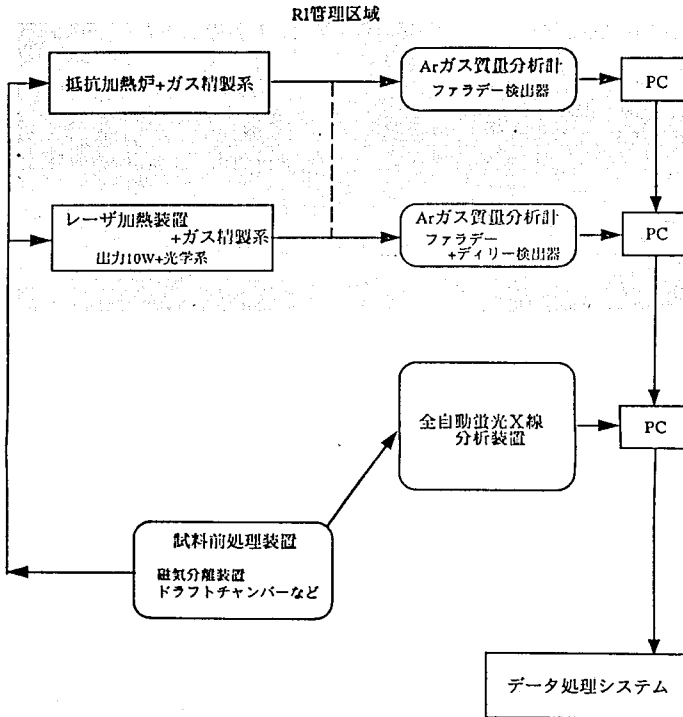 RI管理区域
抵抗加熱炉+ガス精製系
Arガス質量分析計
ファラデー検出器
PC
レーザ加熱装置
+ガス精製系
出力10W+光学系
Arガス質量分析計
ファラデー
+ディリー検出器
PC
全自動蛍光X線
分析装置
PC
試料前処理装置
磁気分離装置
ドラフトチャンバーなど
データ処理システム